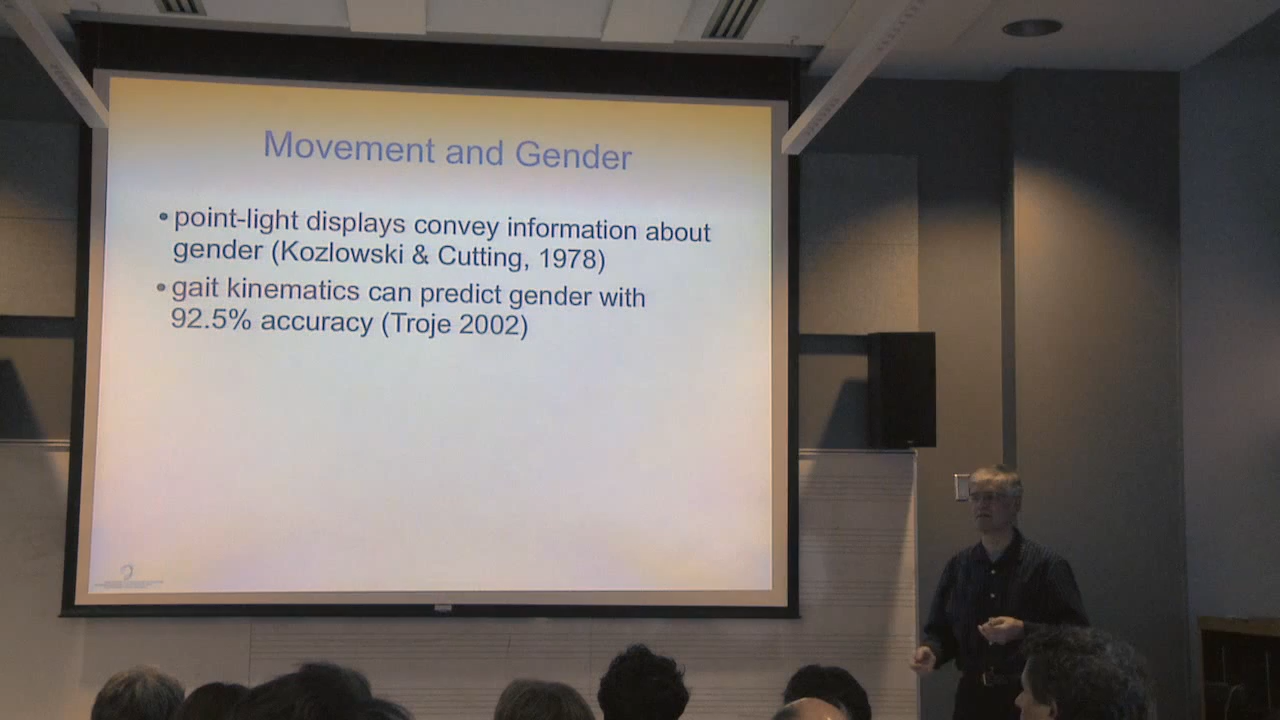 Movement and Gender
• point-light displays convey information about
gender (Kozlowski & Cutting, 1978)
• gait kinematics can predict gender with
92.5% accuracy (Troje 2002)